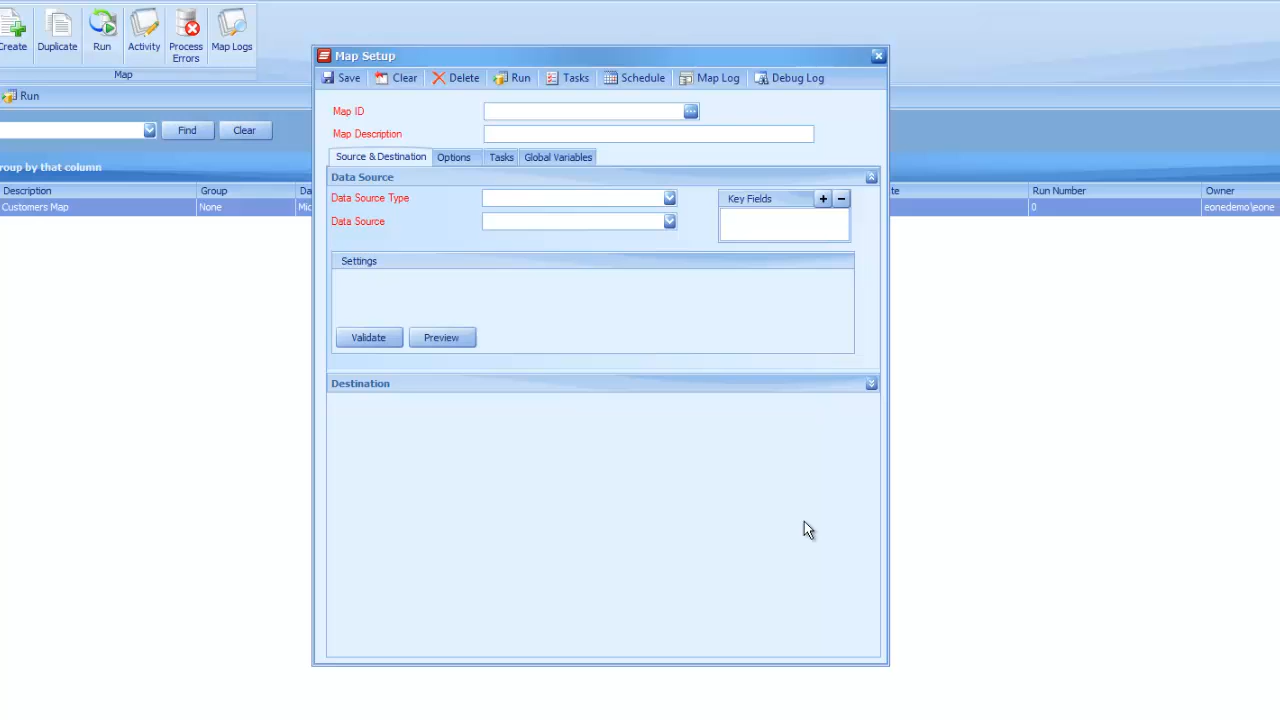 Create Duplicate Run Activity Process Errors Map Logs
Map
Run
Find Clear
roup by that column
Description Group Da te Run Number Owner
Customers Map None Mic 0 eonedemo\eone
Map Setup
Save Clear Delete Run Tasks Schedule Map Log Debug Log
Map ID
Map Description
Source & Destination Options Tasks Global Variables
Data Source
Data Source Type Key Fields
Data Source
Settings
Validate Preview
Destination